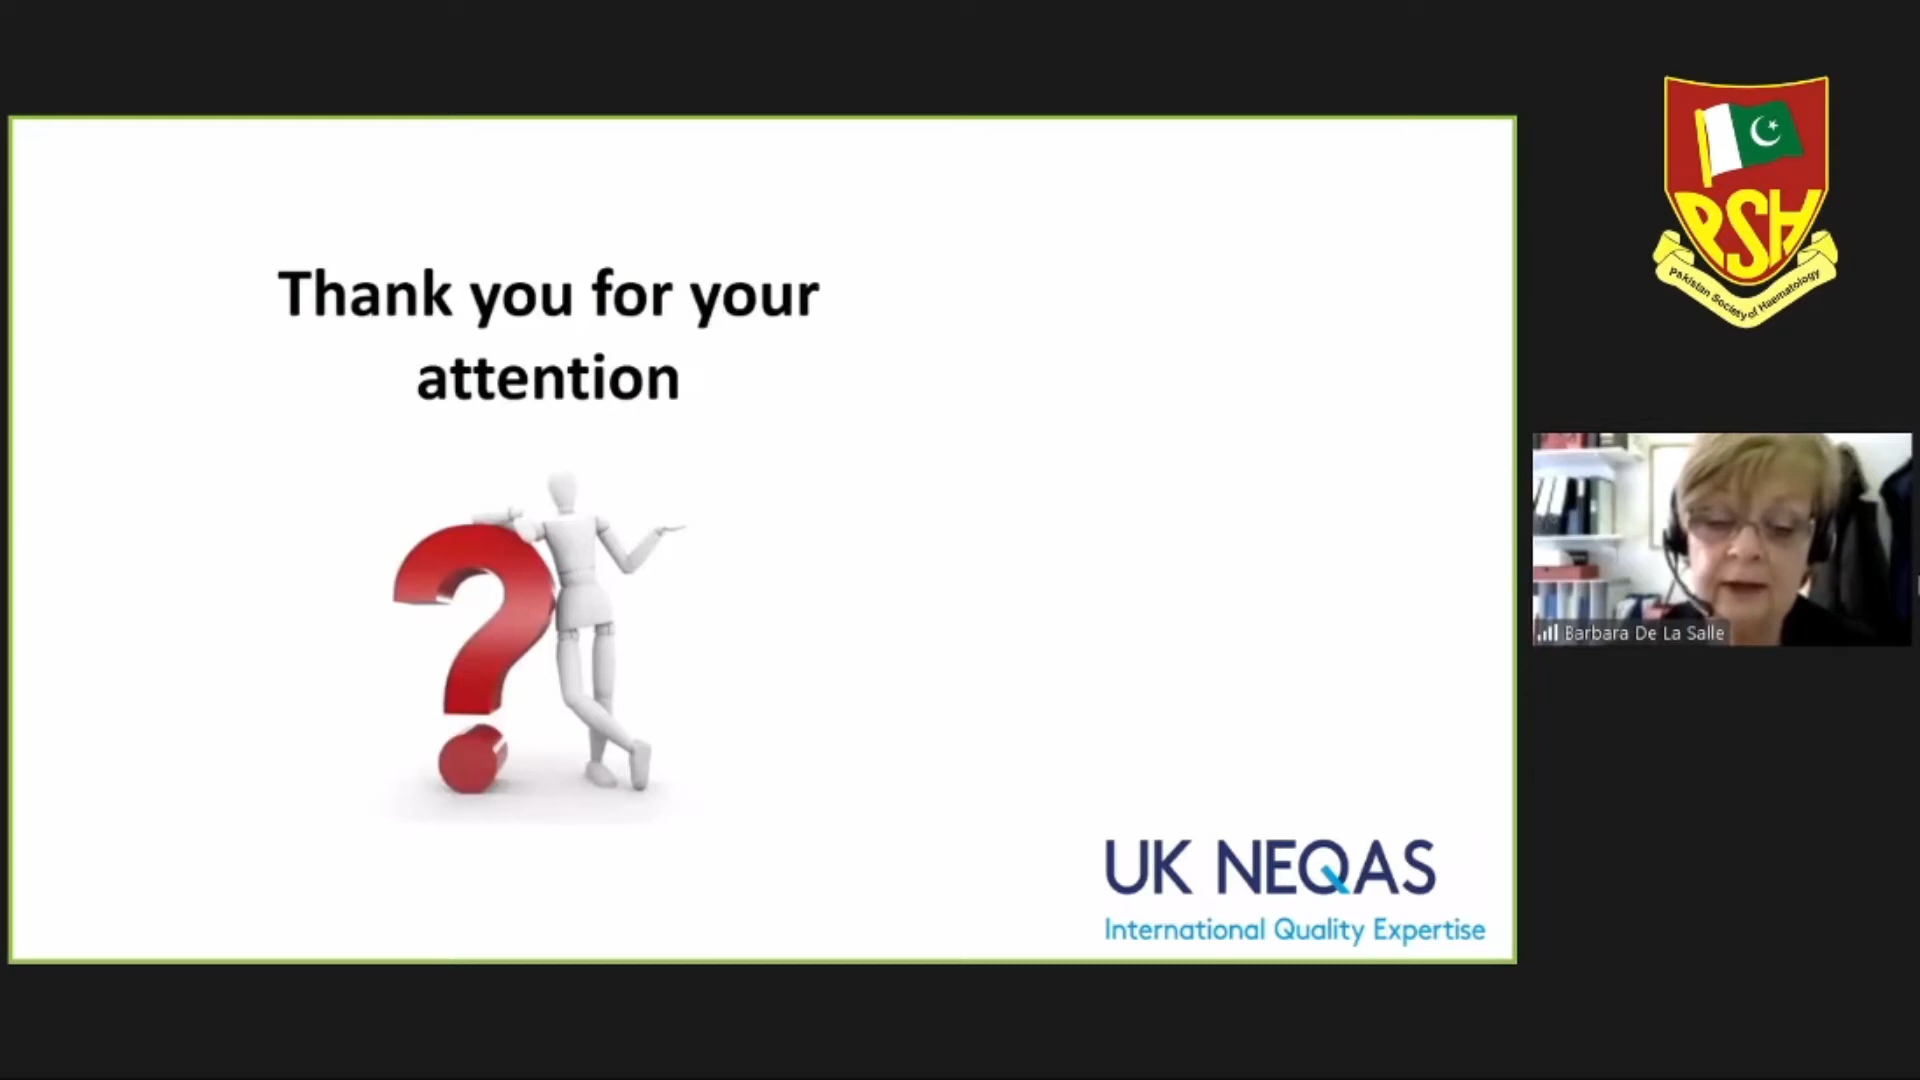 Thank you for your
attention
UK NEQAS
International Quality Expertise
PSH
Pakistan Society of Haematology
Barbara De La Salle